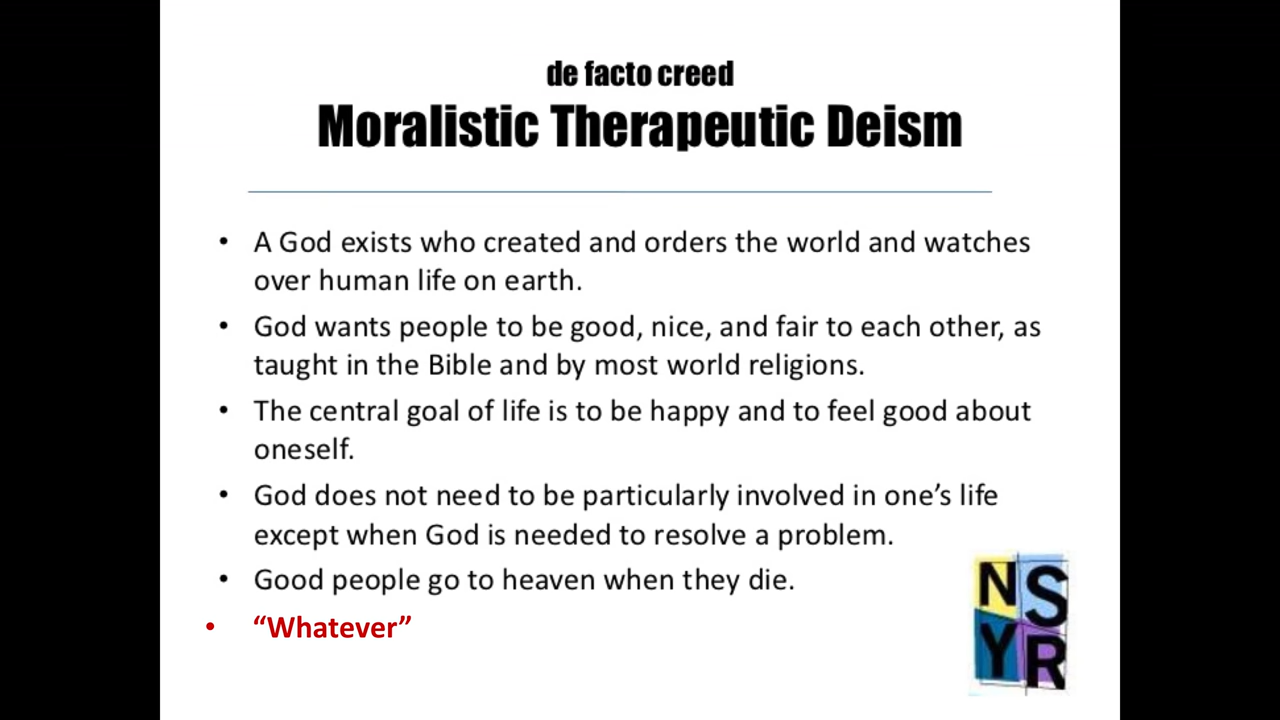 de facto creed
Moralistic Therapeutic Deism
• A God exists who created and orders the world and watches
over human life on earth.
• God wants people to be good, nice, and fair to each other, as
taught in the Bible and by most world religions.
• The central goal of life is to be happy and to feel good about
oneself.
• God does not need to be particularly involved in one’s life
except when God is needed to resolve a problem.
• Good people go to heaven when they die.
• “Whatever”
N S
Y R